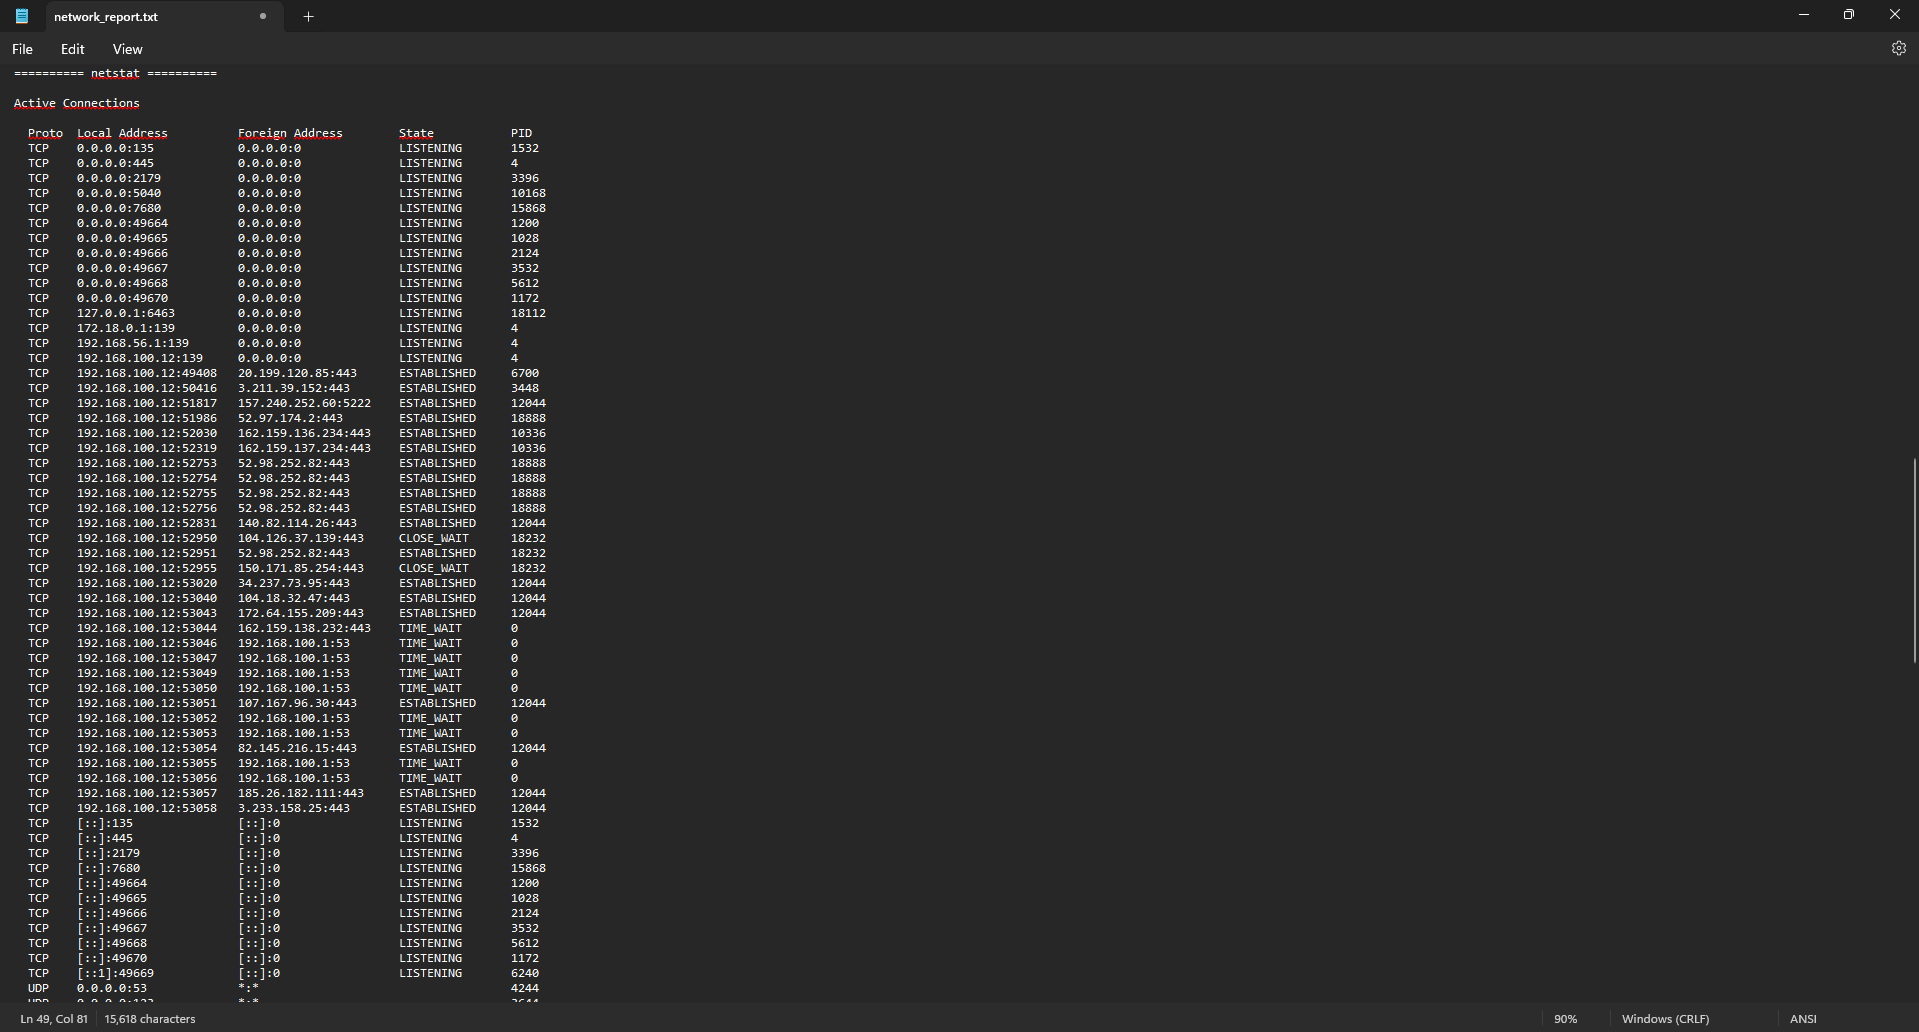 network_report.txt
File Edit View
========== netstat ==========
Active Connections
Proto  Local Address          Foreign Address        State           PID
TCP    0.0.0.0:135            0.0.0.0:0              LISTENING       1532
TCP    0.0.0.0:445            0.0.0.0:0              LISTENING       4
TCP    0.0.0.0:2179           0.0.0.0:0              LISTENING       3396
TCP    0.0.0.0:5040           0.0.0.0:0              LISTENING       10168
TCP    0.0.0.0:7680           0.0.0.0:0              LISTENING       15868
TCP    0.0.0.0:49664          0.0.0.0:0              LISTENING       1200
TCP    0.0.0.0:49665          0.0.0.0:0              LISTENING       1028
TCP    0.0.0.0:49666          0.0.0.0:0              LISTENING       2124
TCP    0.0.0.0:49667          0.0.0.0:0              LISTENING       3532
TCP    0.0.0.0:49668          0.0.0.0:0              LISTENING       5612
TCP    0.0.0.0:49670          0.0.0.0:0              LISTENING       1172
TCP    127.0.0.1:6463         0.0.0.0:0              LISTENING       18112
TCP    172.18.0.1:139         0.0.0.0:0              LISTENING       4
TCP    192.168.56.1:139       0.0.0.0:0              LISTENING       4
TCP    192.168.100.12:139     0.0.0.0:0              LISTENING       4
TCP    192.168.100.12:49408   20.199.120.85:443      ESTABLISHED     6700
TCP    192.168.100.12:50416   3.211.39.152:443       ESTABLISHED     3448
TCP    192.168.100.12:51817   157.240.252.60:5222    ESTABLISHED     12044
TCP    192.168.100.12:51986   52.97.174.2:443        ESTABLISHED     18888
TCP    192.168.100.12:52030   162.159.136.234:443    ESTABLISHED     10336
TCP    192.168.100.12:52319   162.159.137.234:443    ESTABLISHED     10336
TCP    192.168.100.12:52753   52.98.252.82:443       ESTABLISHED     18888
TCP    192.168.100.12:52754   52.98.252.82:443       ESTABLISHED     18888
TCP    192.168.100.12:52755   52.98.252.82:443       ESTABLISHED     18888
TCP    192.168.100.12:52756   52.98.252.82:443       ESTABLISHED     18888
TCP    192.168.100.12:52831   140.82.114.26:443      ESTABLISHED     12044
TCP    192.168.100.12:52950   104.126.37.139:443     CLOSE_WAIT      18232
TCP    192.168.100.12:52951   52.98.252.82:443       ESTABLISHED     18232
TCP    192.168.100.12:52955   150.171.85.254:443     CLOSE_WAIT      18232
TCP    192.168.100.12:53020   34.237.73.95:443       ESTABLISHED     12044
TCP    192.168.100.12:53040   104.18.32.47:443       ESTABLISHED     12044
TCP    192.168.100.12:53043   172.64.155.209:443     ESTABLISHED     12044
TCP    192.168.100.12:53044   162.159.138.232:443    TIME_WAIT       0
TCP    192.168.100.12:53046   192.168.100.1:53       TIME_WAIT       0
TCP    192.168.100.12:53047   192.168.100.1:53       TIME_WAIT       0
TCP    192.168.100.12:53049   192.168.100.1:53       TIME_WAIT       0
TCP    192.168.100.12:53050   192.168.100.1:53       TIME_WAIT       0
TCP    192.168.100.12:53051   107.167.96.30:443      ESTABLISHED     12044
TCP    192.168.100.12:53052   192.168.100.1:53       TIME_WAIT       0
TCP    192.168.100.12:53053   192.168.100.1:53       TIME_WAIT       0
TCP    192.168.100.12:53054   82.145.216.15:443      ESTABLISHED     12044
TCP    192.168.100.12:53055   192.168.100.1:53       TIME_WAIT       0
TCP    192.168.100.12:53056   192.168.100.1:53       TIME_WAIT       0
TCP    192.168.100.12:53057   185.26.182.111:443     ESTABLISHED     12044
TCP    192.168.100.12:53058   3.233.158.25:443       ESTABLISHED     12044
TCP    [::]:135               [::]:0                 LISTENING       1532
TCP    [::]:445               [::]:0                 LISTENING       4
TCP    [::]:2179              [::]:0                 LISTENING       3396
TCP    [::]:7680              [::]:0                 LISTENING       15868
TCP    [::]:49664             [::]:0                 LISTENING       1200
TCP    [::]:49665             [::]:0                 LISTENING       1028
TCP    [::]:49666             [::]:0                 LISTENING       2124
TCP    [::]:49667             [::]:0                 LISTENING       3532
TCP    [::]:49668             [::]:0                 LISTENING       5612
TCP    [::]:49670             [::]:0                 LISTENING       1172
TCP    [::1]:49669            [::]:0                 LISTENING       6240
UDP    0.0.0.0:53             *:*                                    4244
Ln 49, Col 81 15,618 characters 90% Windows (CRLF) ANSI